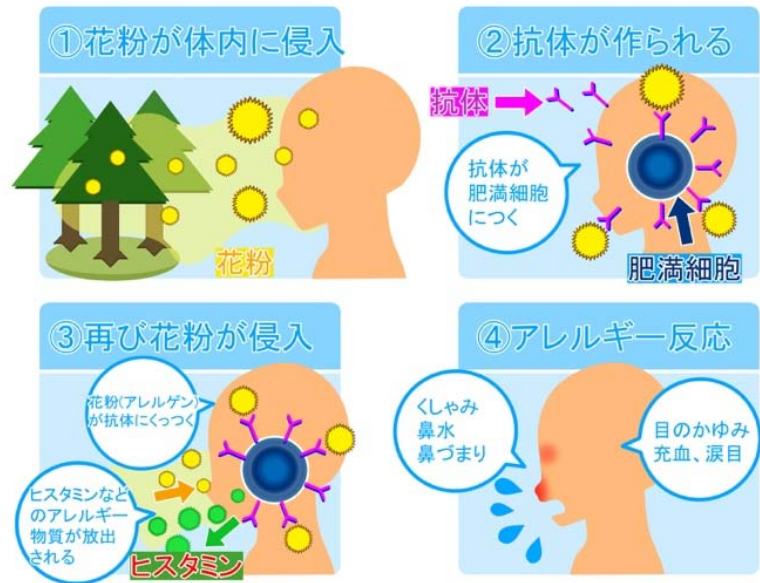 ①花粉が体内に侵入
花粉
②抗体が作られる
抗体
抗体が
肥満細胞
につく
肥満細胞
③再び花粉が侵入
花粉(アレルゲン)
が抗体にくっつく
ヒスタミンなど
のアレルギー
物質が放出
される
ヒスタミン
④アレルギー反応
くしゃみ
鼻水
鼻づまり
目のかゆみ
充血、涙目